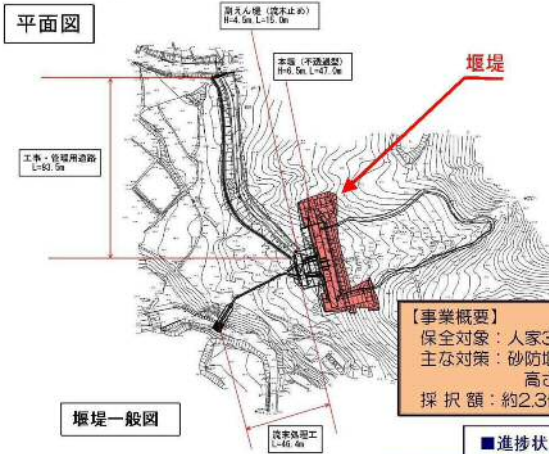 平面図
副えん堤(流木止め)
H=4.5m, L=15.0m
本堤(不透過型)
H=6.5m, L=47.0m
堰堤
工事・管理用道路
L=93.5m
【事業概要】
保全対象:人家3
主な対策:砂防堰
高さ
採択額:約2.3億
堰堤一般図
流末処理工
L=46.4m
■進捗状